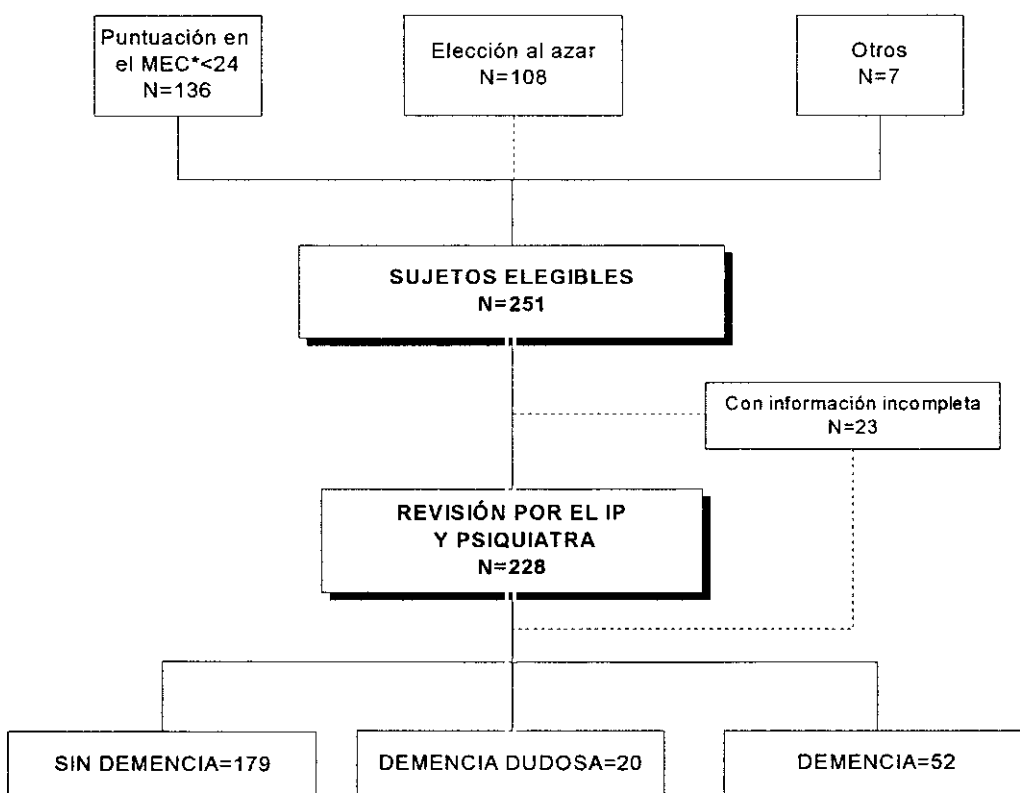 Puntuación en
el MEC*<24
N=136
Elección al azar
N=108
Otros
N=7
SUJETOS ELEGIBLES
N=251
Con información incompleta
N=23
REVISIÓN POR EL IP
Y PSIQUIATRA
N=228
SIN DEMENCIA=179
DEMENCIA DUDOSA=20
DEMENCIA=52